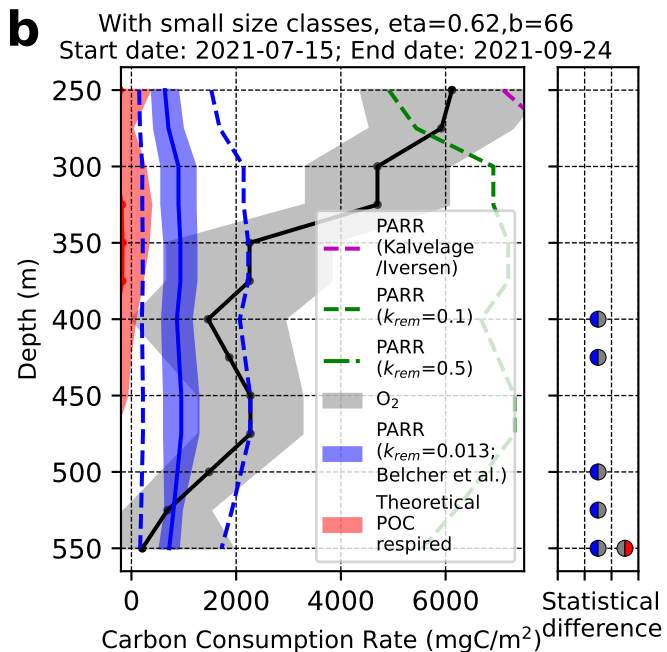 b
With small size classes, eta=0.62,b=66
Start date: 2021-07-15; End date: 2021-09-24
250
300
350
400
450
500
550
Depth (m)
PARR
(Kalvelage
/Iversen)
PARR
(k_rem=0.1)
PARR
(k_rem=0.5)
O₂
PARR
(k_rem=0.013;
Belcher et al.)
Theoretical
POC
respired
0 2000 4000 6000
Carbon Consumption Rate (mgC/m²)
Statistical
difference